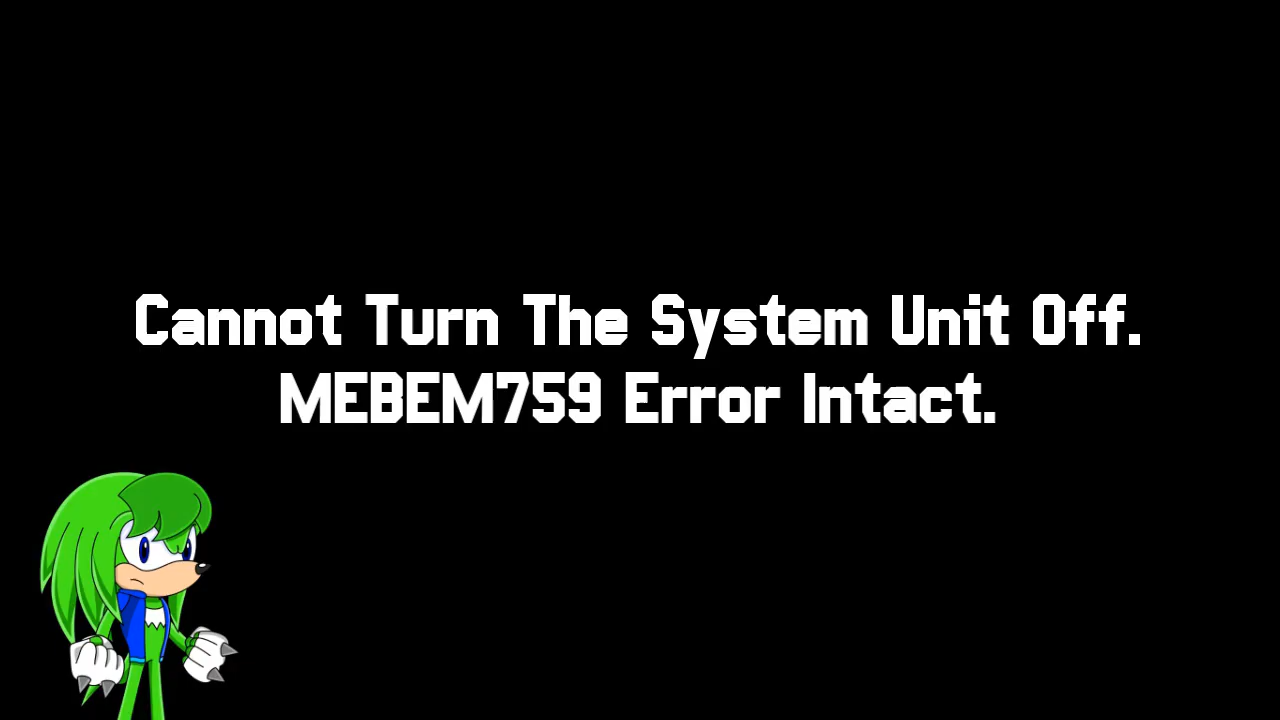 Cannot Turn The System Unit Off.
MEBEM759 Error Intact.